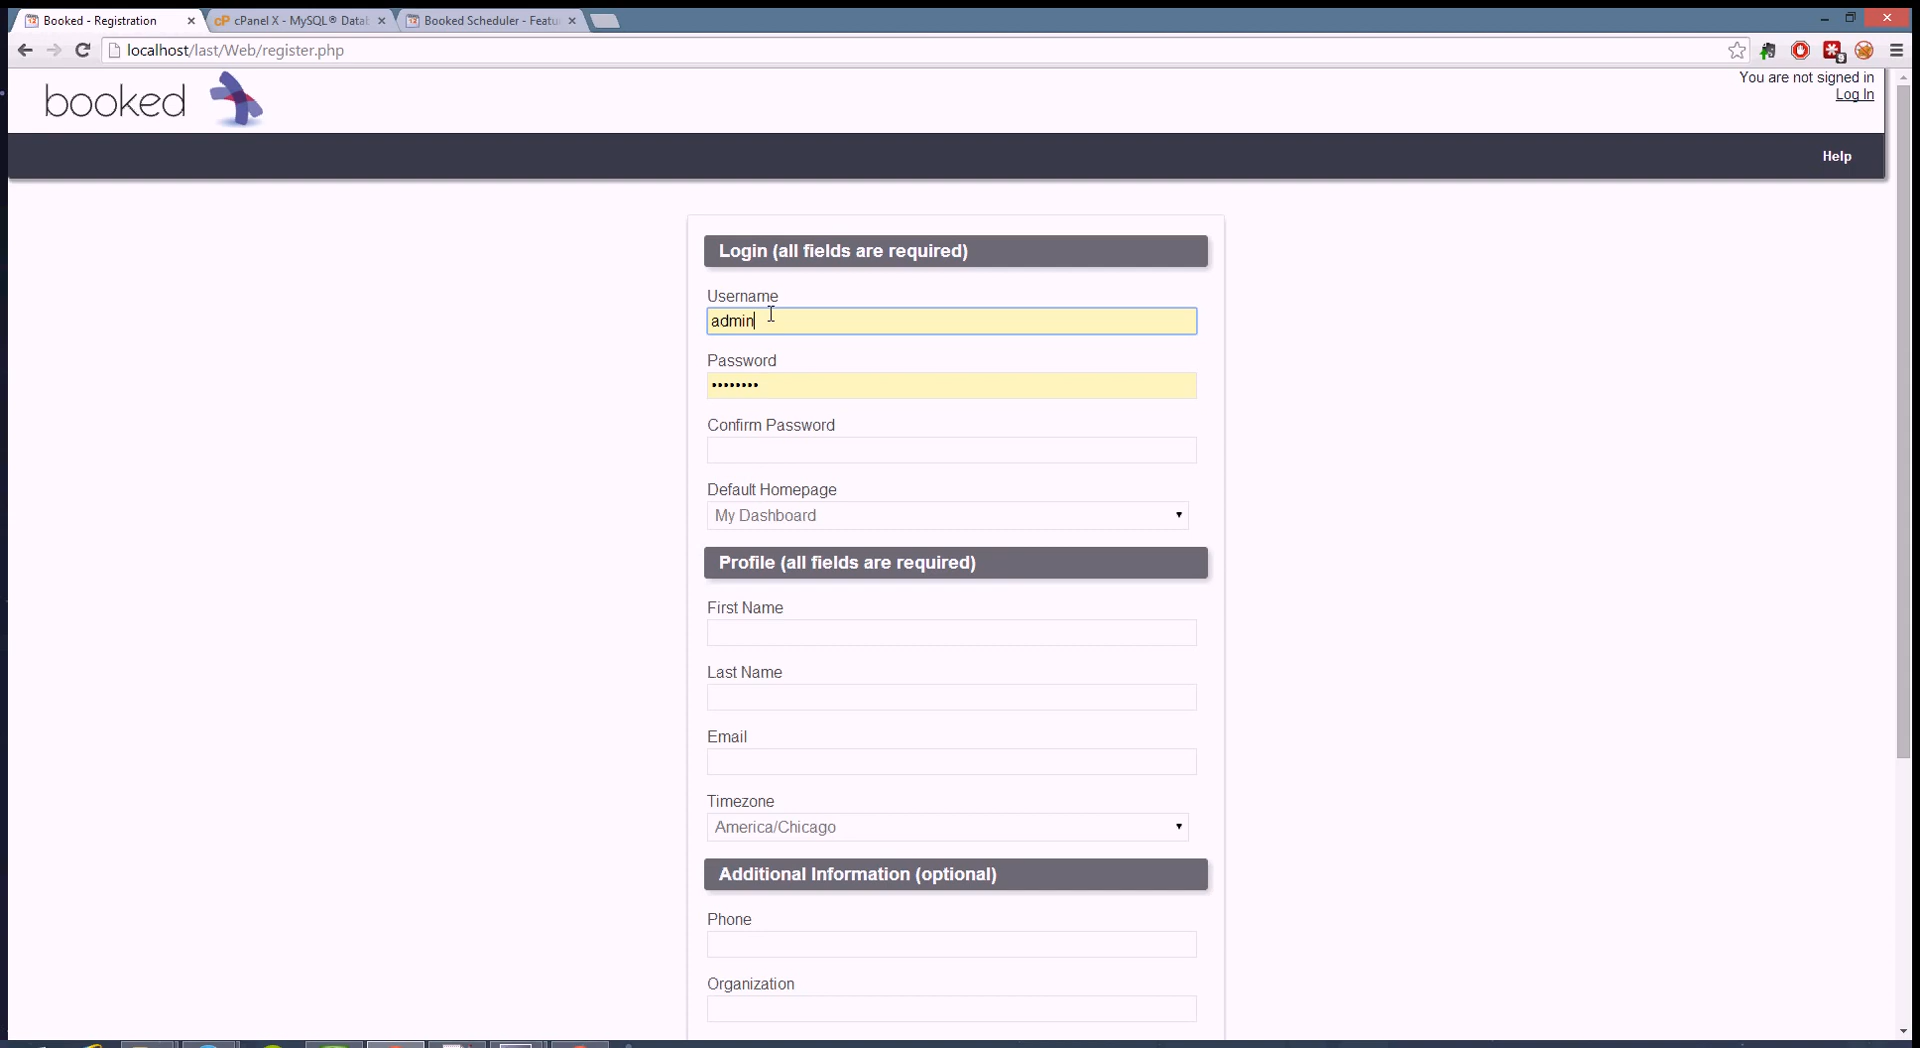 Booked - Registration
cPanel X - MySQL® Datab
Booked Scheduler - Featu
localhost/last/Web/register.php
booked
You are not signed in
Log In
Help
Login (all fields are required)
Username
admin
Password
••••••••
Confirm Password
Default Homepage
My Dashboard
Profile (all fields are required)
First Name
Last Name
Email
Timezone
America/Chicago
Additional Information (optional)
Phone
Organization